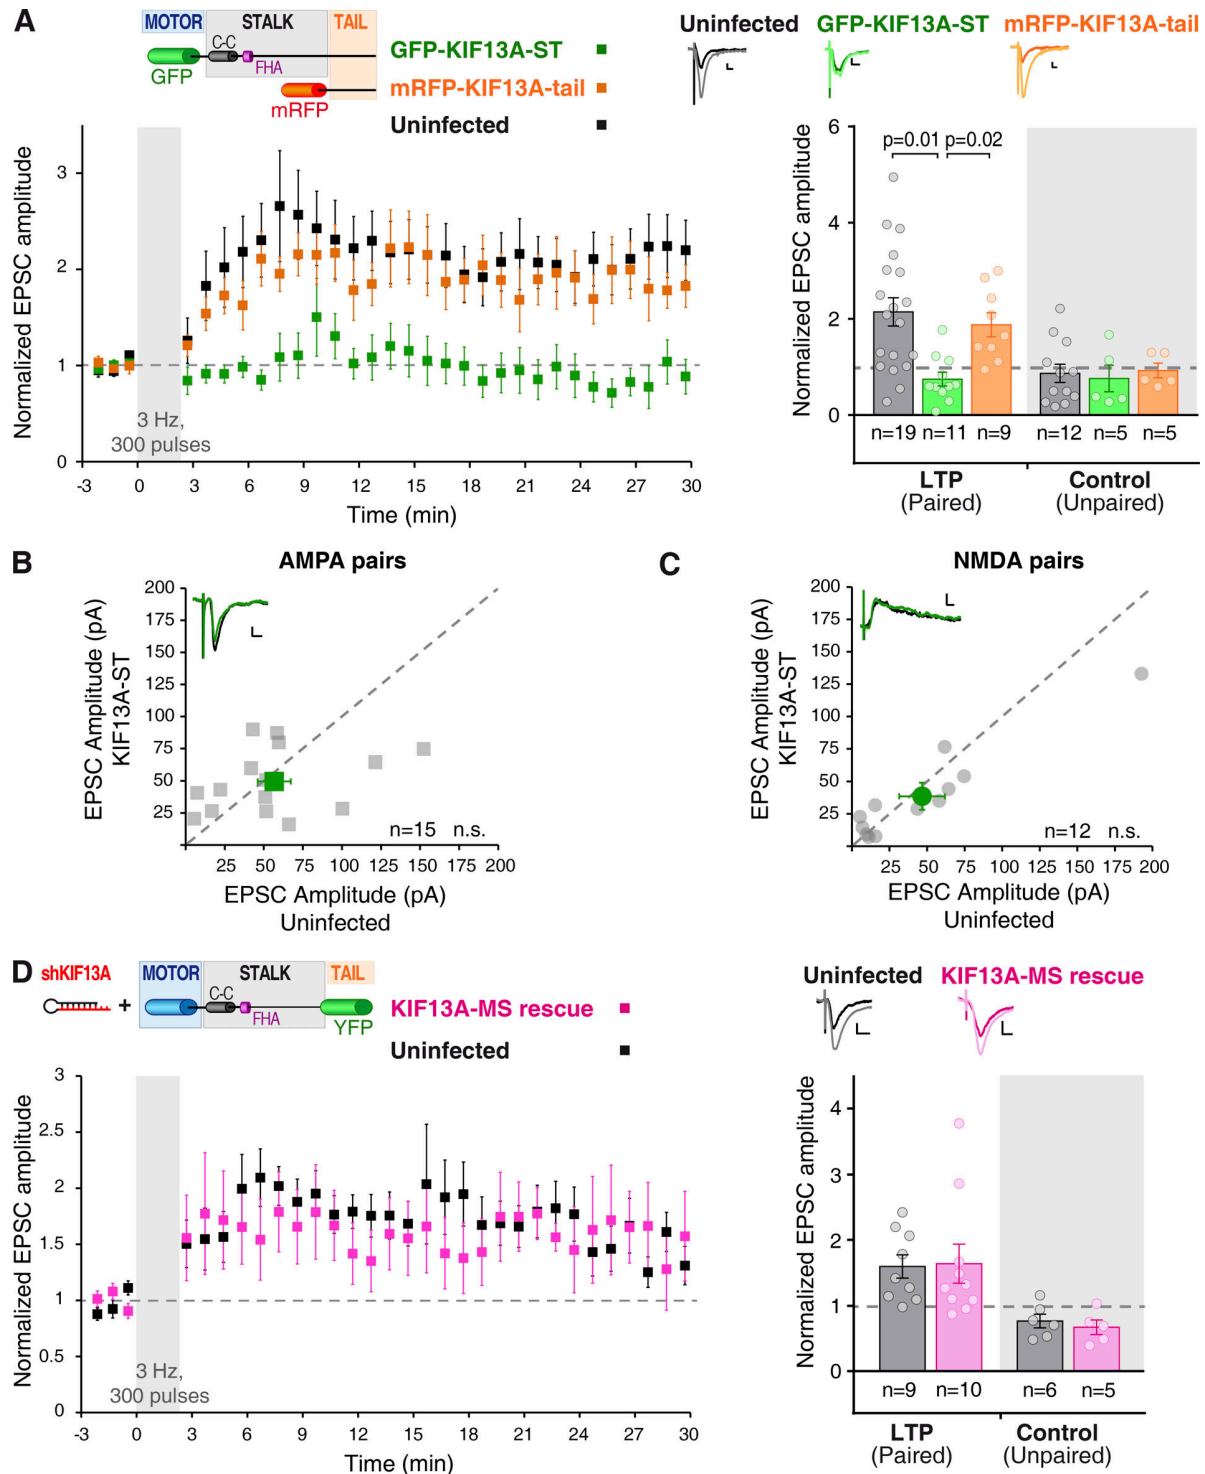 A
MOTOR
STALK
TAIL
C-C
FHA
GFP
mRFP
GFP-KIF13A-ST
mRFP-KIF13A-tail
Uninfected
Normalized EPSC amplitude
3
2
1
0
3 Hz,
300 pulses
-3 0 3 6 9 12 15 18 21 24 27 30
Time (min)
Uninfected GFP-KIF13A-ST mRFP-KIF13A-tail
Normalized EPSC amplitude
6
4
2
0
p=0.01 p=0.02
n=19 n=11 n=9 n=12 n=5 n=5
LTP
(Paired)
Control
(Unpaired)
B
AMPA pairs
EPSC Amplitude (pA)
KIF13A-ST
200
175
150
125
100
75
50
25
n=15 n.s.
25 50 75 100 125 150 175 200
EPSC Amplitude (pA)
Uninfected
C
NMDA pairs
EPSC Amplitude (pA)
KIF13A-ST
200
175
150
125
100
75
50
25
n=12 n.s.
25 50 75 100 125 150 175 200
EPSC Amplitude (pA)
Uninfected
D
shKIF13A
+
MOTOR
STALK
TAIL
C-C
FHA
YFP
KIF13A-MS rescue
Uninfected
Normalized EPSC amplitude
3
2.5
2
1.5
1
0.5
0
3 Hz,
300 pulses
-3 0 3 6 9 12 15 18 21 24 27 30
Time (min)
Uninfected KIF13A-MS rescue
Normalized EPSC amplitude
4
3
2
1
0
n=9 n=10 n=6 n=5
LTP
(Paired)
Control
(Unpaired)